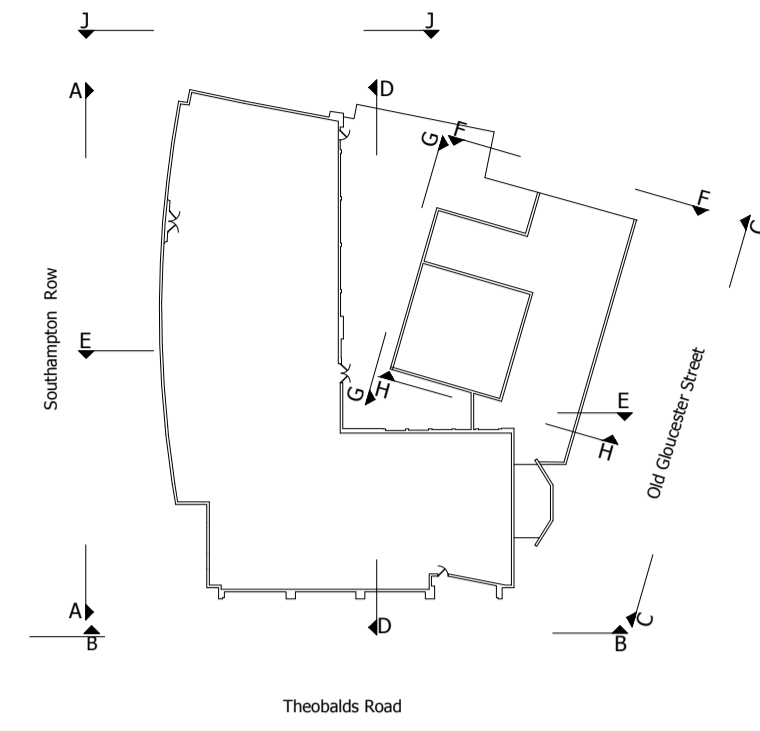 J
J
A
D
G
F
F
C
Southampton Row
E
G
H
E
H
Old Gloucester Street
A
B
D
B
C
Theobalds Road